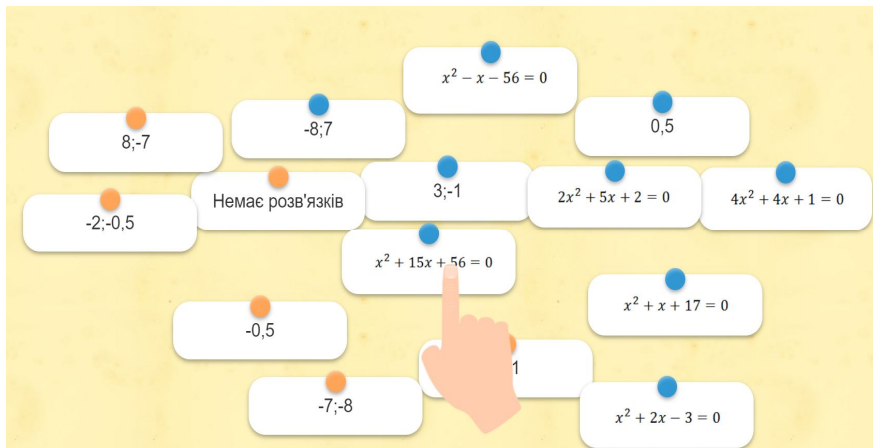 x² − x − 56 = 0
8;-7
-8;7
0,5
-2;-0,5
Немає розв'язків
3;-1
2x² + 5x + 2 = 0
4x² + 4x + 1 = 0
x² + 15x + 56 = 0
-0,5
x² + x + 17 = 0
-7;-8
x² + 2x − 3 = 0